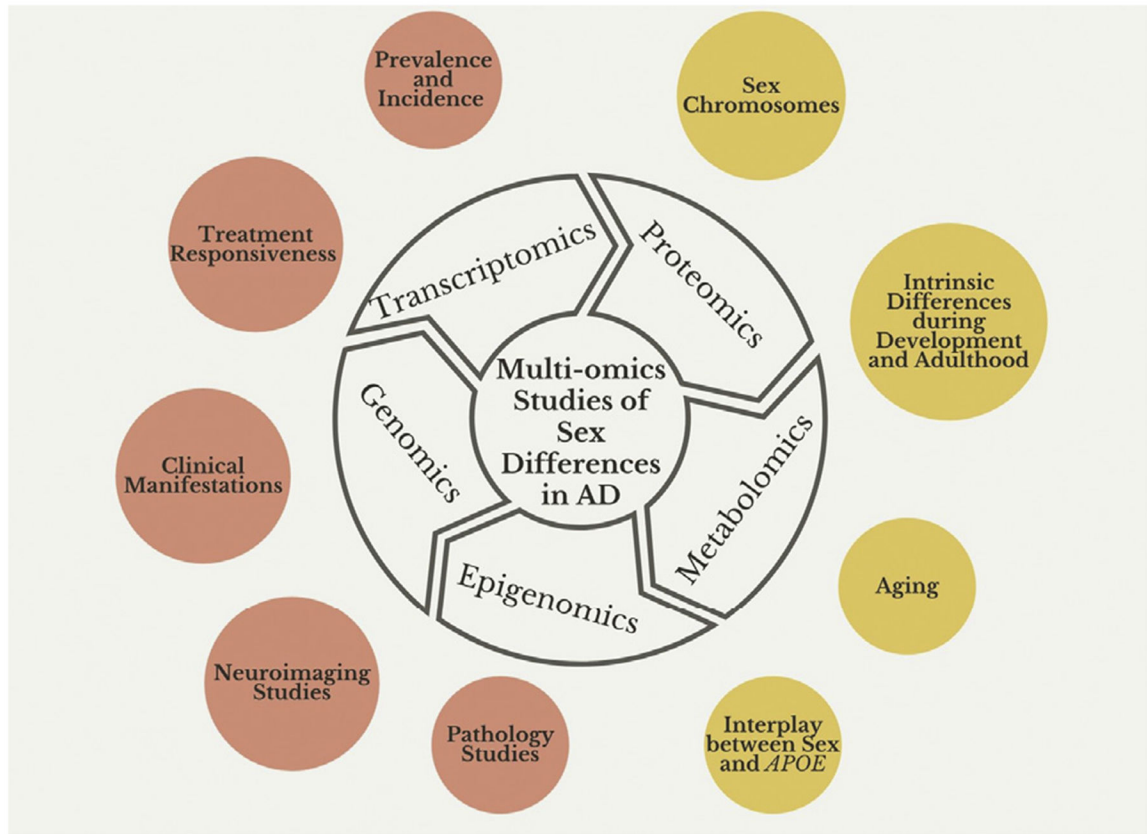 Prevalence
and
Incidence
Sex
Chromosomes
Treatment
Responsiveness
Transcriptomics
Proteomics
Intrinsic
Differences
during
Development
and Adulthood
Multi-omics
Studies of
Sex
Differences
in AD
Genomics
Metabolomics
Epigenomics
Clinical
Manifestations
Aging
Neuroimaging
Studies
Pathology
Studies
Interplay
between Sex
and APOE